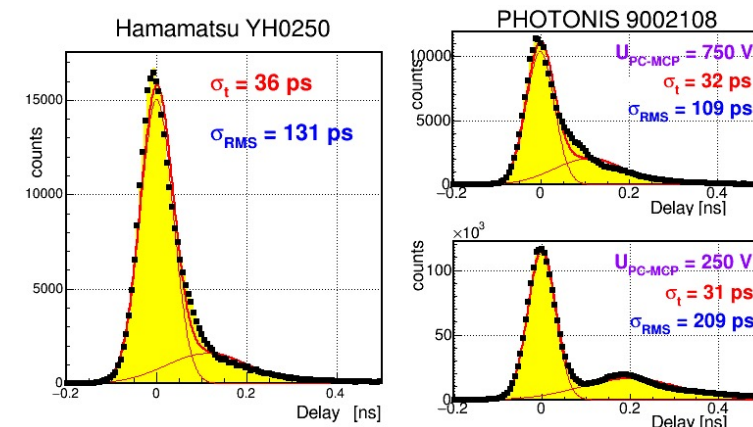 Hamamatsu YH0250
σt = 36 ps
σRMS = 131 ps
counts
15000
10000
5000
0
−0.2 0 0.2 0.4
Delay [ns]
PHOTONIS 9002108
UPC-MCP = 750 V
σt = 32 ps
σRMS = 109 ps
counts
10000
5000
0
−0.2 0 0.2 0.4
Delay [ns]
×10³
UPC-MCP = 250 V
σt = 31 ps
σRMS = 209 ps
counts
100
50
0
−0.2 0 0.2 0.4
Delay [ns]